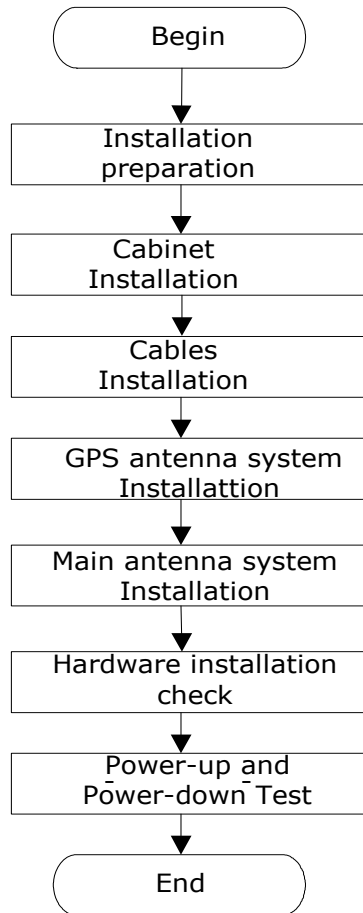 Begin
Installation
preparation
Cabinet
Installation
Cables
Installation
GPS antenna system
Installattion
Main antenna system
Installation
Hardware installation
check
Power-up and
Power-down Test
End